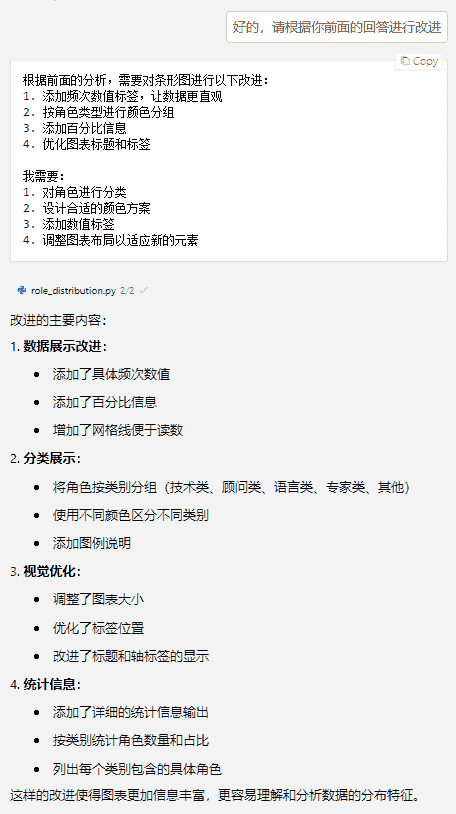 好的，请根据你前面的回答进行改进
Copy
根据前面的分析，需要对条形图进行以下改进：
1. 添加频次数值标签，让数据更直观
2. 按角色类型进行颜色分组
3. 添加百分比信息
4. 优化图表标题和标签
我需要：
1. 对角色进行分类
2. 设计合适的颜色方案
3. 添加数值标签
4. 调整图表布局以适应新的元素
role_distribution.py 2/2 ✓
改进的主要内容：
1. 数据展示改进：
• 添加了具体频次数值
• 添加了百分比信息
• 增加了网格线便于读数
2. 分类展示：
• 将角色按类别分组（技术类、顾问类、语言类、专家类、其他）
• 使用不同颜色区分不同类别
• 添加图例说明
3. 视觉优化：
• 调整了图表大小
• 优化了标签位置
• 改进了标题和轴标签的显示
4. 统计信息：
• 添加了详细的统计信息输出
• 按类别统计角色数量和占比
• 列出每个类别包含的具体角色
这样的改进使得图表更加信息丰富，更容易理解和分析数据的分布特征。